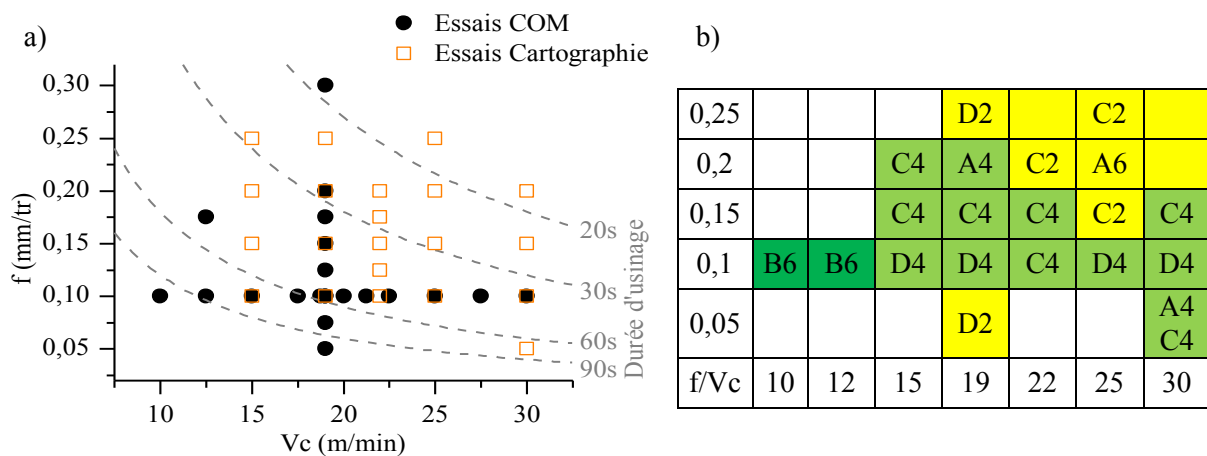 a)
Essais COM
Essais Cartographie
f (mm/tr)
0,30
0,25
0,20
0,15
0,10
0,05
10 15 20 25 30
Vc (m/min)
20s
30s
60s
90s
Durée d'usinage
b)
0,25 D2 C2
0,2 C4 A4 C2 A6
0,15 C4 C4 C4 C2 C4
0,1 B6 B6 D4 D4 C4 D4 D4
0,05 D2 A4 C4
f/Vc 10 12 15 19 22 25 30